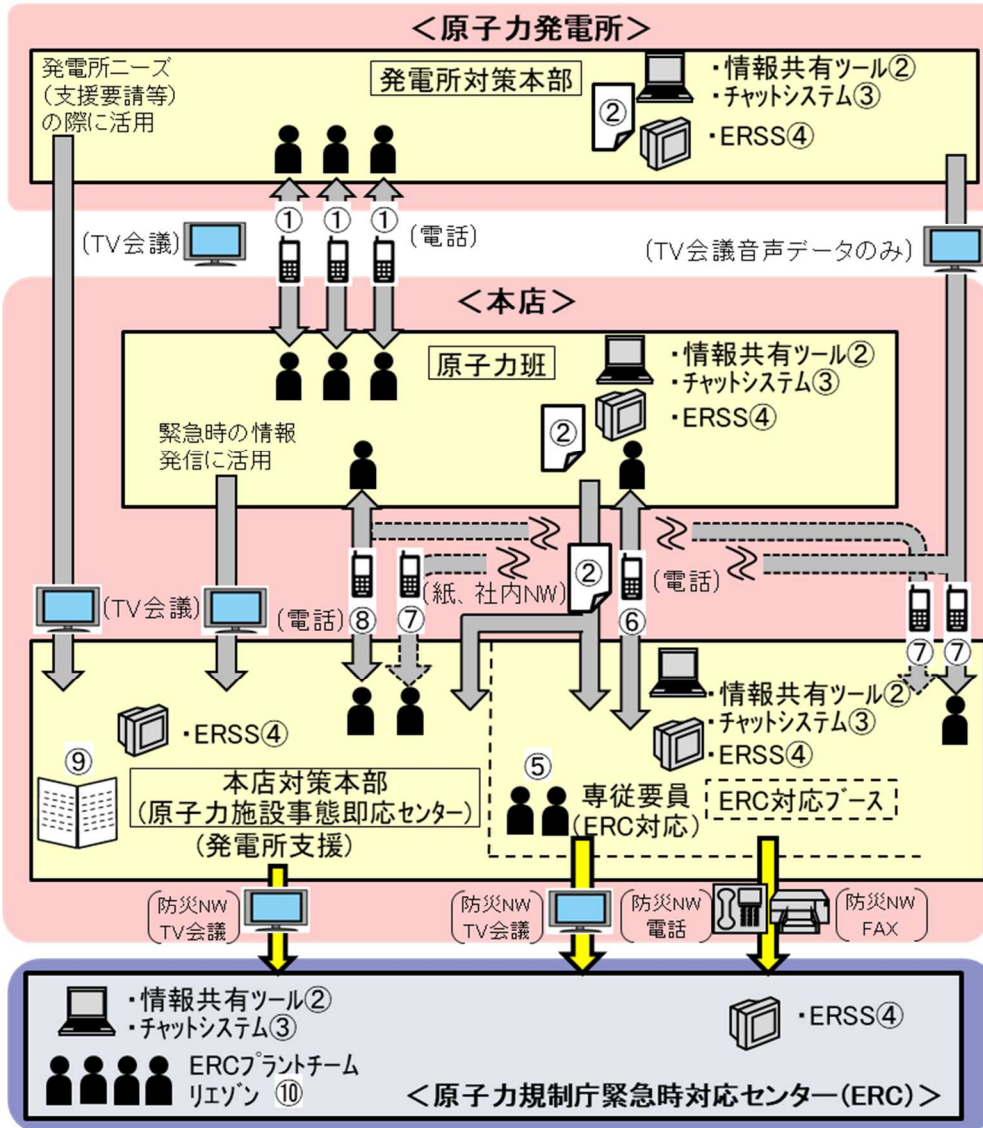 ＜原子力発電所＞
発電所ニーズ
（支援要請等）
の際に活用
発電所対策本部
②
・情報共有ツール②
・チャットシステム③
・ERSS④
①
①
①
(TV会議)
(電話)
(TV会議音声データのみ)
＜本店＞
原子力班
・情報共有ツール②
・チャットシステム③
・ERSS④
②
緊急時の情報
発信に活用
(TV会議)
(電話)
⑧
⑦
(紙、社内NW)
②
⑥
(電話)
⑦
⑦
・ERSS④
⑨
本店対策本部
(原子力施設事態即応センター)
(発電所支援)
・情報共有ツール②
・チャットシステム③
・ERSS④
⑤
専従要員
(ERC対応)
ERC対応ブース
防災NW
TV会議
防災NW
TV会議
防災NW
電話
防災NW
FAX
・情報共有ツール②
・チャットシステム③
・ERSS④
ERCプラントチーム
リエゾン ⑩
＜原子力規制庁緊急時対応センター(ERC)＞